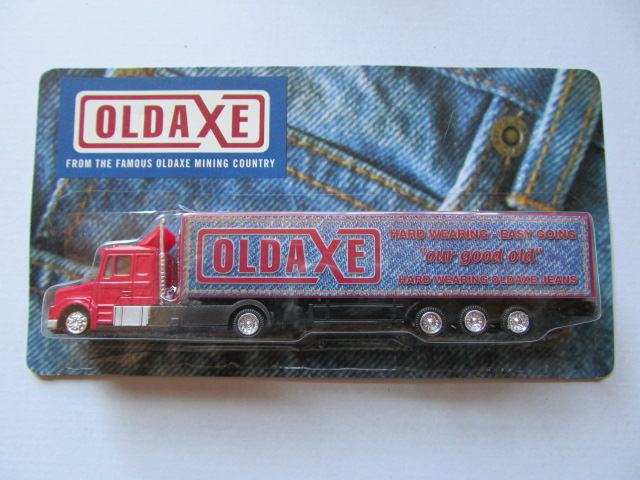 OLDAXE
FROM THE FAMOUS OLDAXE MINING COUNTRY
OLDAXE
HARD WEARING - EASY GOING
"our good old"
HARD WEARING OLDAXE JEANS